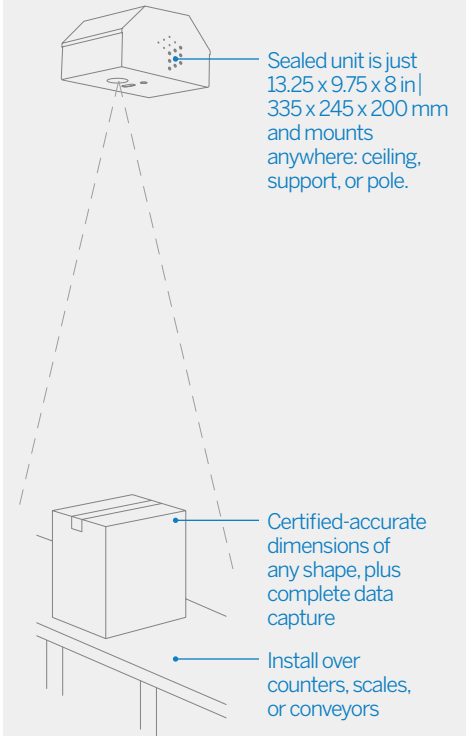 Sealed unit is just
13.25 x 9.75 x 8 in|
335 x 245 x 200 mm
and mounts
anywhere: ceiling,
support, or pole.
Certified-accurate
dimensions of
any shape, plus
complete data
capture
Install over
counters, scales,
or conveyors